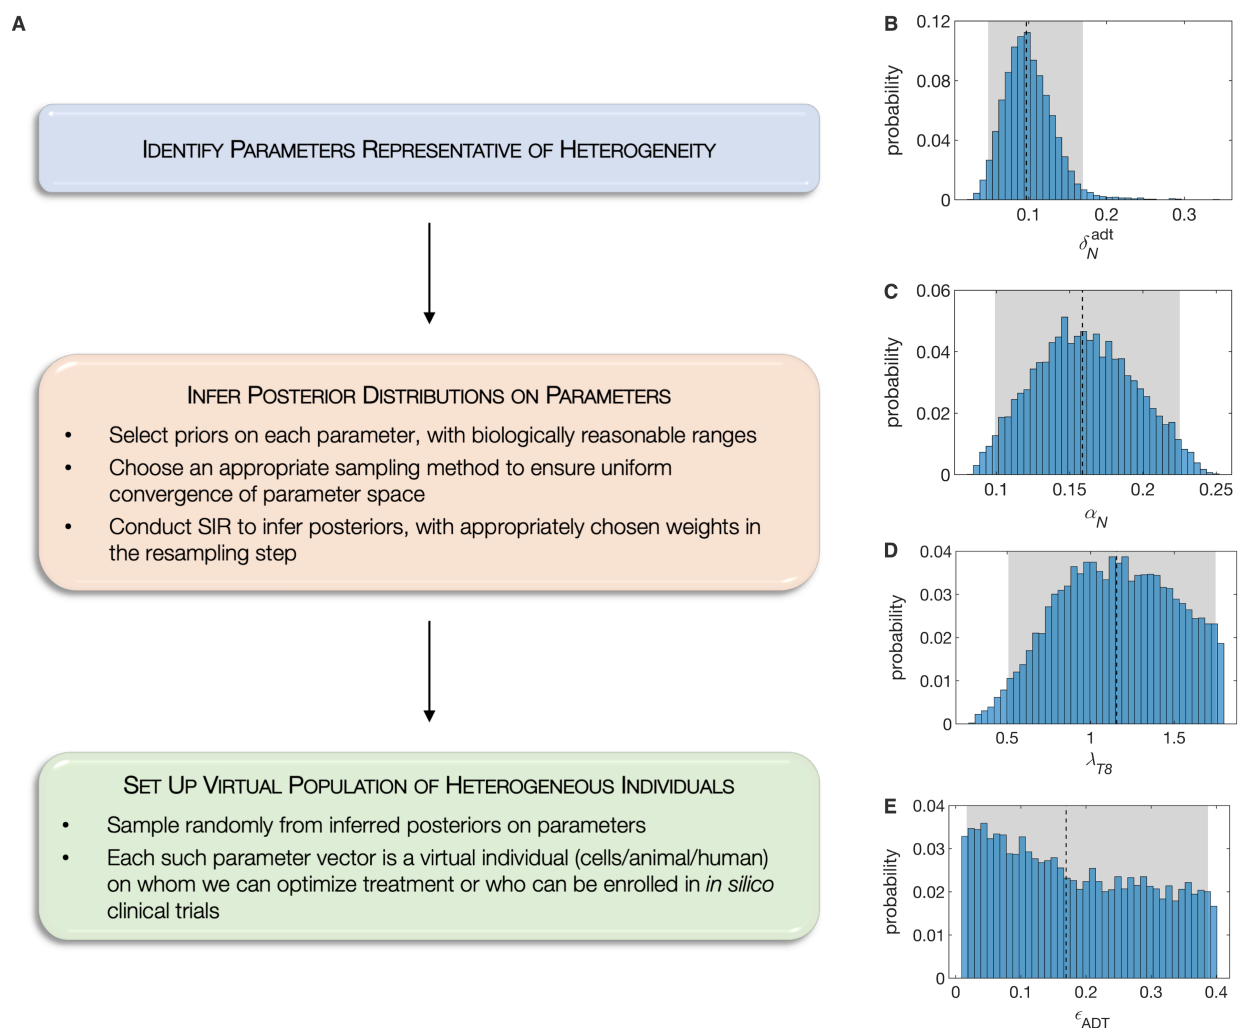 A
IDENTIFY PARAMETERS REPRESENTATIVE OF HETEROGENEITY
INFER POSTERIOR DISTRIBUTIONS ON PARAMETERS
• Select priors on each parameter, with biologically reasonable ranges
• Choose an appropriate sampling method to ensure uniform
convergence of parameter space
• Conduct SIR to infer posteriors, with appropriately chosen weights in
the resampling step
SET UP VIRTUAL POPULATION OF HETEROGENEOUS INDIVIDUALS
• Sample randomly from inferred posteriors on parameters
• Each such parameter vector is a virtual individual (cells/animal/human)
on whom we can optimize treatment or who can be enrolled in in silico
clinical trials
B
probability
0.12
0.08
0.04
0
0.1 0.2 0.3
δ_N^adt
C
probability
0.06
0.04
0.02
0
0.1 0.15 0.2 0.25
α_N
D
probability
0.04
0.03
0.02
0.01
0
0.5 1 1.5
λ_T8
E
probability
0.04
0.03
0.02
0.01
0
0 0.1 0.2 0.3 0.4
ϵ_ADT